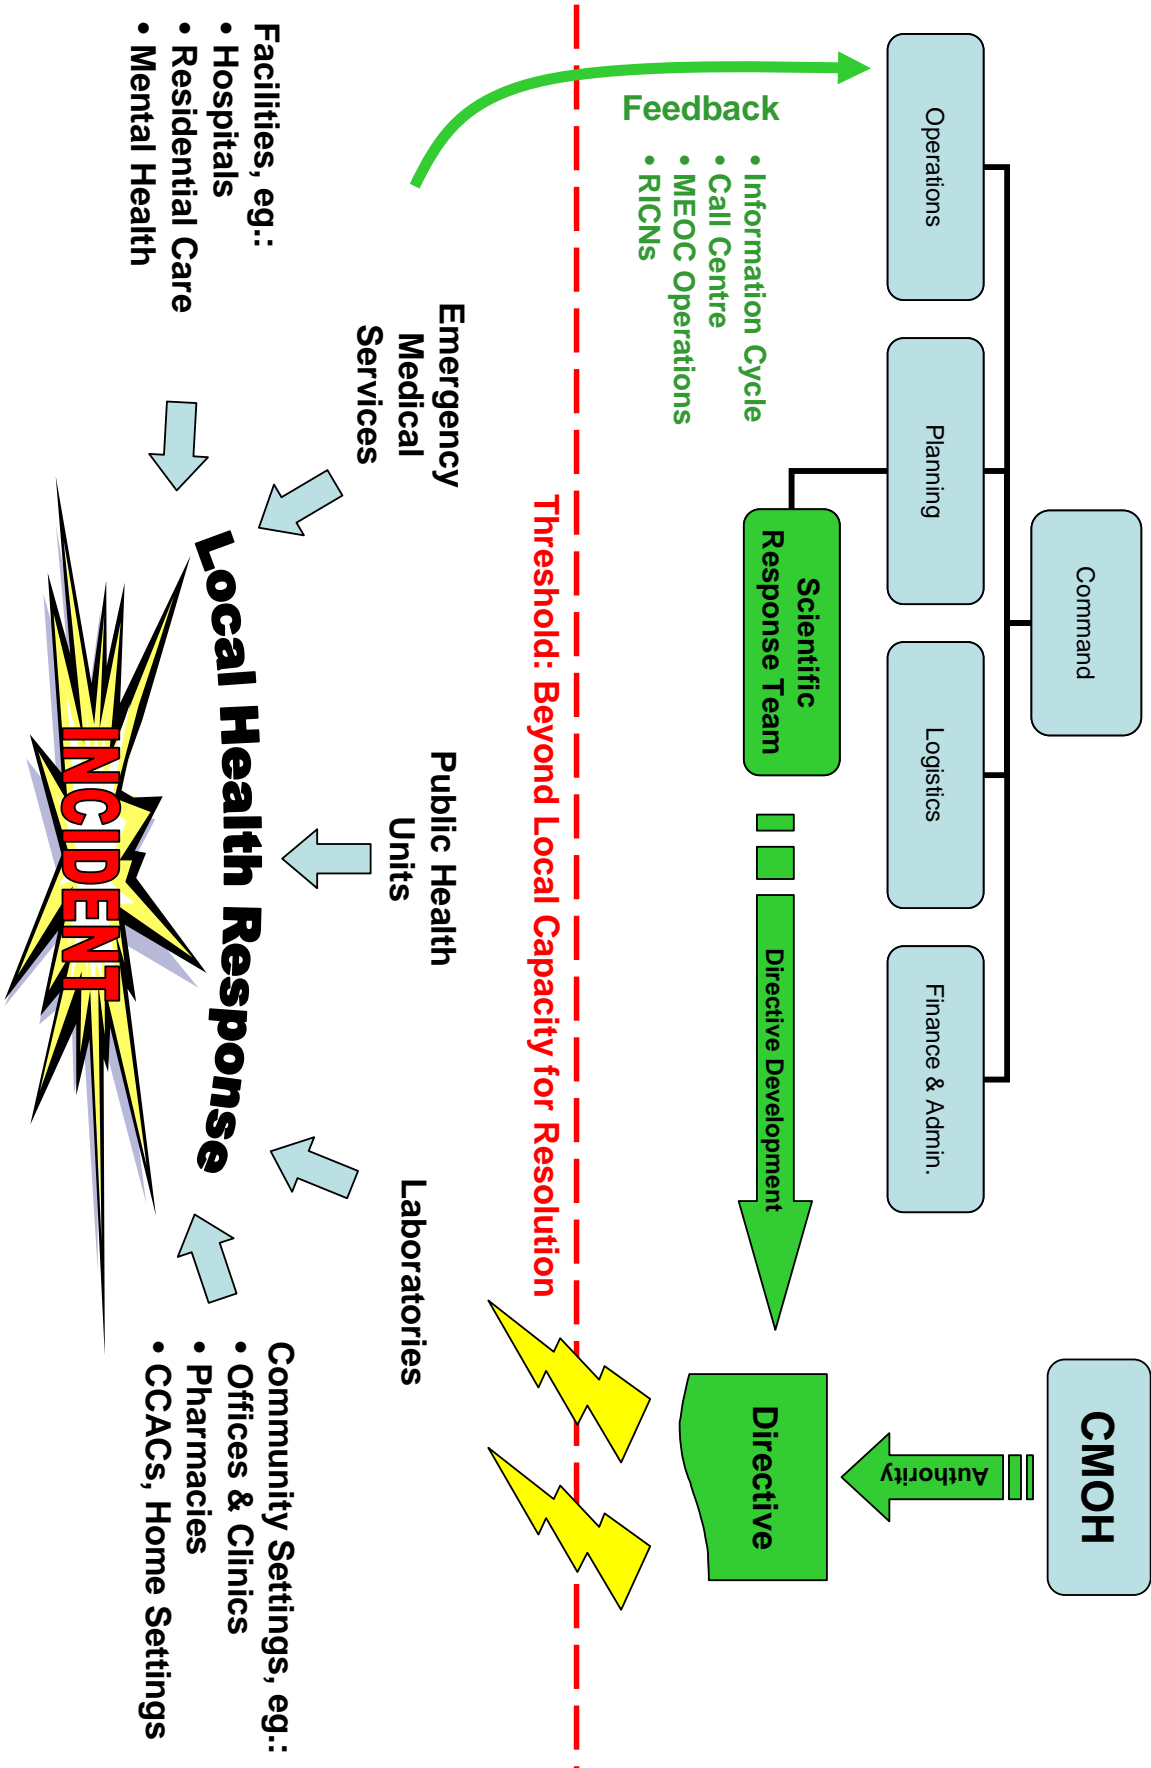 Command
CMOH
Operations
Planning
Logistics
Finance & Admin.
Authority
Scientific
Response Team
Directive Development
Directive
Feedback
• Information Cycle
• Call Centre
• MEOC Operations
• RICNs
Threshold: Beyond Local Capacity for Resolution
Emergency
Medical
Services
Public Health
Units
Laboratories
Facilities, eg.:
• Hospitals
• Residential Care
• Mental Health
Local Health Response
Community Settings, eg.:
• Offices & Clinics
• Pharmacies
• CCACs, Home Settings
INCIDENT